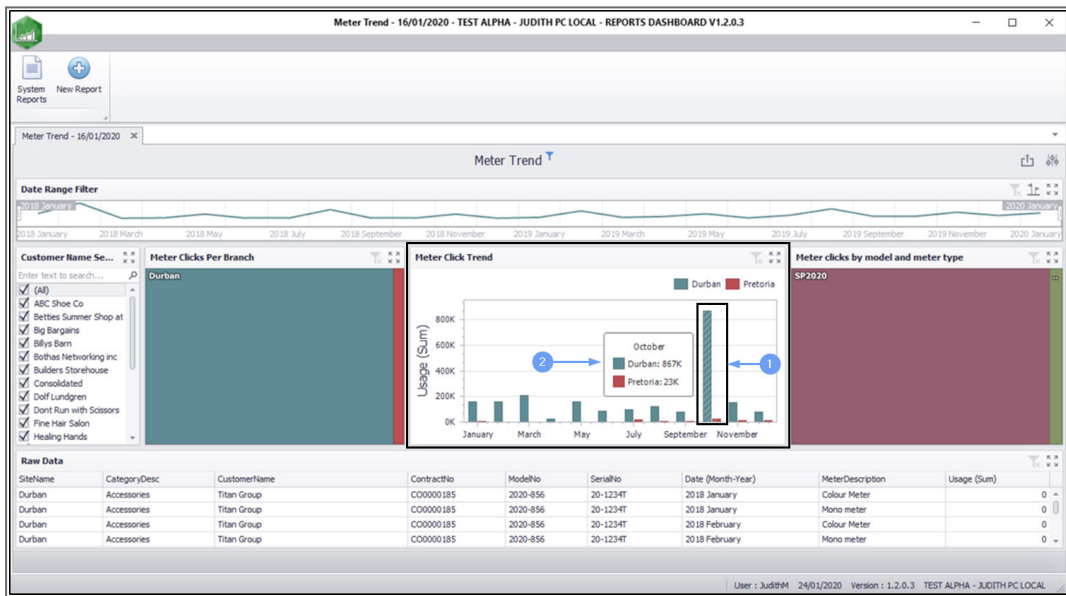 Meter Trend - 16/01/2020 - TEST ALPHA - JUDITH PC LOCAL - REPORTS DASHBOARD V1.2.0.3
System Reports
New Report
Meter Trend - 16/01/2020
Meter Trend
Date Range Filter
2018 January
2020 January
2018 January 2018 March 2018 May 2018 July 2018 September 2018 November 2019 January 2019 March 2019 May 2019 July 2019 September 2019 November 2020 January
Customer Name Se...
Enter text to search...
(All)
ABC Shoe Co
Betties Summer Shop at
Big Bargains
Billys Barn
Bothas Networking inc
Builders Storehouse
Consolidated
Dolf Lundgren
Dont Run with Scissors
Fine Hair Salon
Healing Hands
Meter Clicks Per Branch
Durban
Meter Click Trend
Durban Pretoria
Usage (Sum)
800K
600K
400K
200K
0K
January March May July September November
October
Durban: 867K
Pretoria: 23K
2
1
Meter clicks by model and meter type
SP2020
Raw Data
SiteName CategoryDesc CustomerName ContractNo ModelNo SerialNo Date (Month-Year) MeterDescription Usage (Sum)
Durban Accessories Titan Group CO0000185 2020-856 20-1234T 2018 January Colour Meter 0
Durban Accessories Titan Group CO0000185 2020-856 20-1234T 2018 January Mono meter 0
Durban Accessories Titan Group CO0000185 2020-856 20-1234T 2018 February Colour Meter 0
Durban Accessories Titan Group CO0000185 2020-856 20-1234T 2018 February Mono meter 0
User : JudithM 24/01/2020 Version : 1.2.0.3 TEST ALPHA - JUDITH PC LOCAL